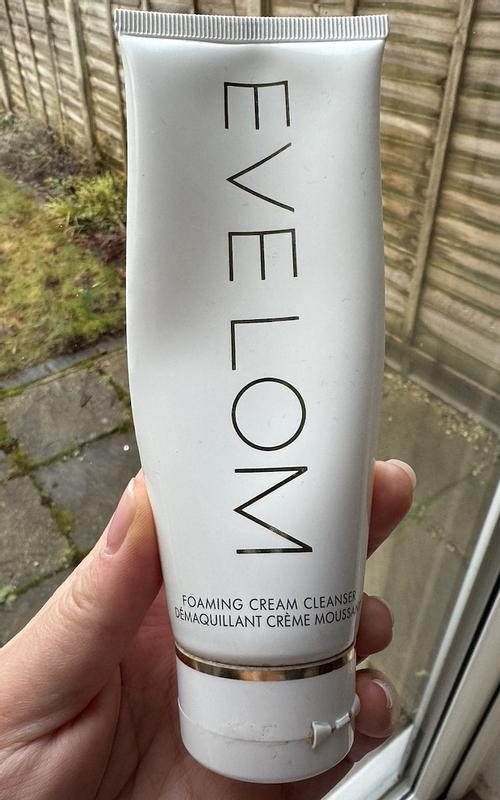 EVE LOM
FOAMING CREAM CLEANSER
DÉMAQUILLANT CRÈME MOUSSANT